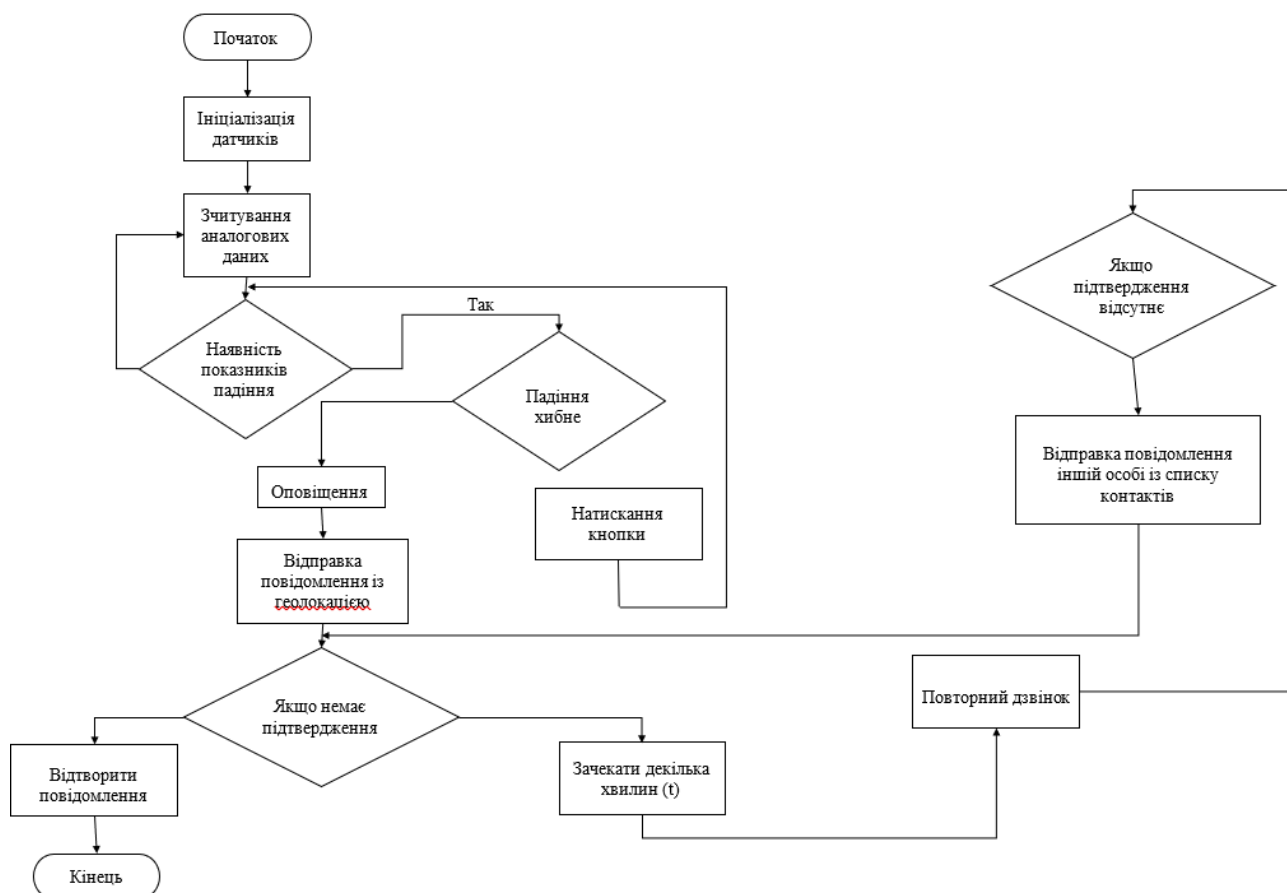 Початок
Ініціалізація
датчиків
Зчитування
аналогових
даних
Наявність
показників
падіння
Так
Падіння
хибне
Оповіщення
Натискання
кнопки
Відправка
повідомлення із
геолокацією
Якщо немає
підтвердження
Відтворити
повідомлення
Кінець
Зачекати декілька
хвилин (t)
Повторний дзвінок
Якщо
підтвердження
відсутнє
Відправка повідомлення
іншій особі із списку
контактів